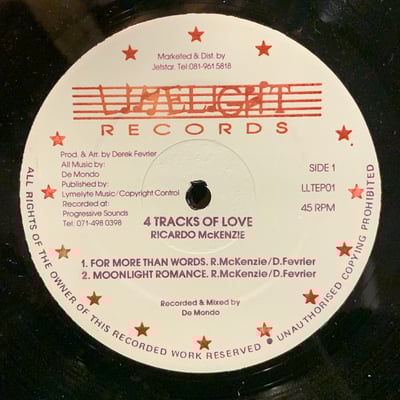 Marketed & Dist. by
Jetstar. Tel: 081-961 5818
LIMELIGHT
RECORDS
Prod. & Arr. by Derek Fevrier
All Music by:
De Mondo
Published by:
Lymelyte Music/Copyright Control
Recorded at:
Progressive Sounds
Tel: 071-498 0398
SIDE 1
LLTEP01
45 RPM
4 TRACKS OF LOVE
RICARDO McKENZIE
1. FOR MORE THAN WORDS. R.McKenzie/D.Fevrier
2. MOONLIGHT ROMANCE. R.McKenzie/D.Fevrier
Recorded & Mixed by
De Mondo
ALL RIGHTS OF THE OWNER OF THIS RECORDED WORK RESERVED • UNAUTHORISED COPYING PROHIBITED